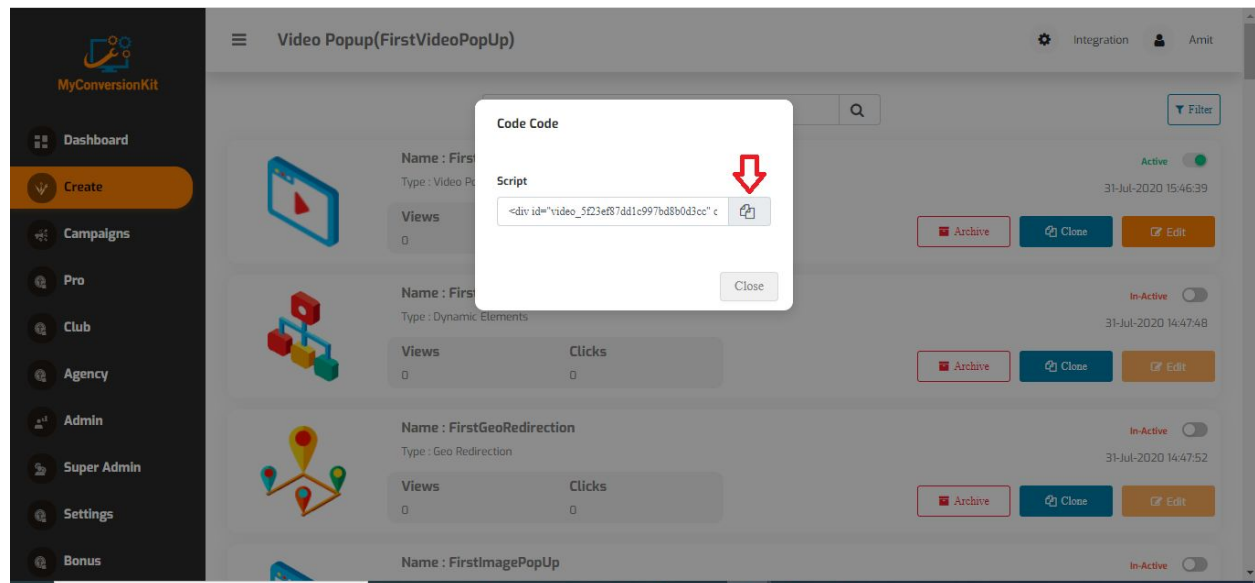 MyConversionKit
Dashboard
Create
Campaigns
Pro
Club
Agency
Admin
Super Admin
Settings
Bonus
Video Popup(FirstVideoPopUp)
Integration
Amit
Filter
Code Code
Script
<div id="video_5f23ef87dd1c997bd8b0d3cc" c
Close
Name : First
Type : Video
Active
31-Jul-2020 15:46:39
Views
0
Archive
Clone
Edit
Name : First
Type : Dynamic Elements
In-Active
31-Jul-2020 14:47:48
Views
Clicks
0
0
Archive
Clone
Edit
Name : FirstGeoRedirection
Type : Geo Redirection
In-Active
31-Jul-2020 14:47:52
Views
Clicks
0
0
Archive
Clone
Edit
Name : FirstImagePopUp
In-Active